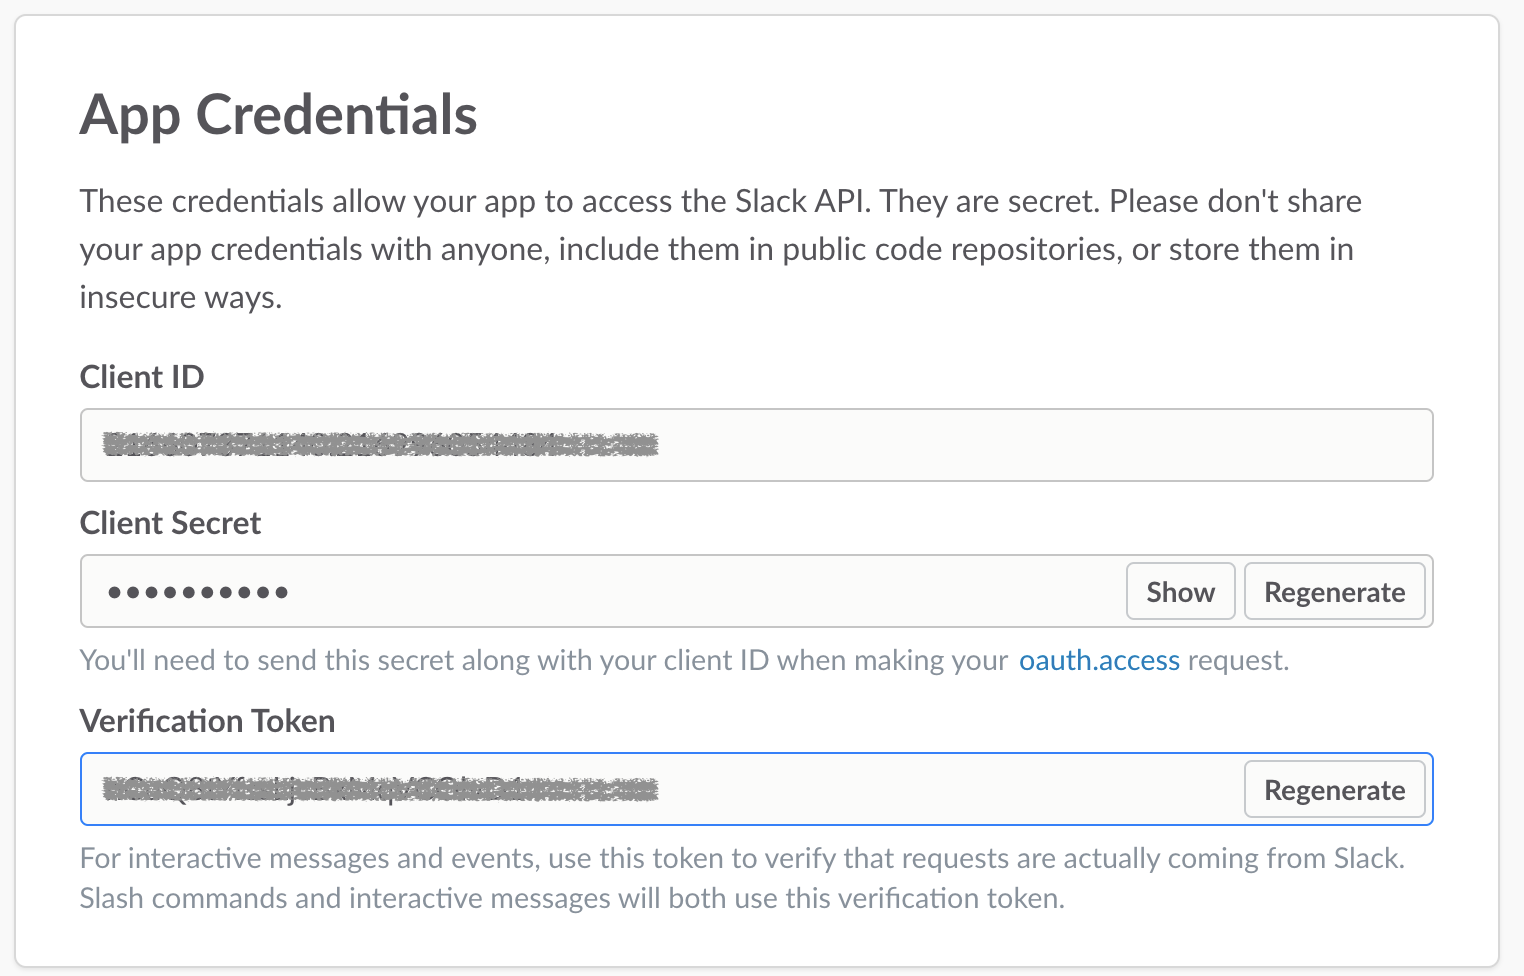 App Credentials
These credentials allow your app to access the Slack API. They are secret. Please don't share
your app credentials with anyone, include them in public code repositories, or store them in
insecure ways.
Client ID
Client Secret
•••••••••• Show Regenerate
You'll need to send this secret along with your client ID when making your oauth.access request.
Verification Token
Regenerate
For interactive messages and events, use this token to verify that requests are actually coming from Slack.
Slash commands and interactive messages will both use this verification token.